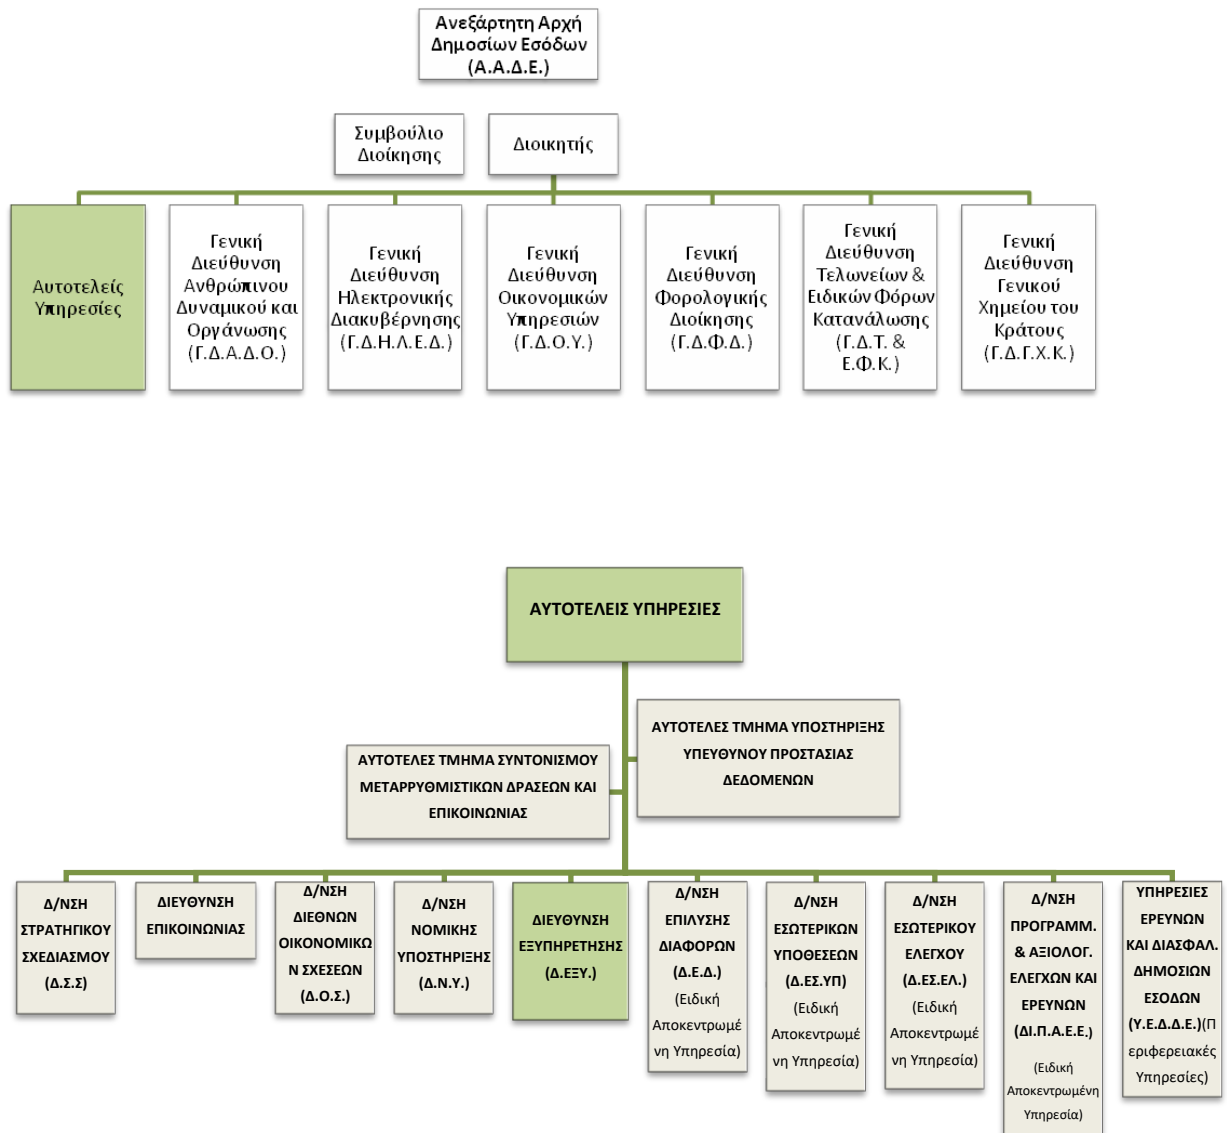 Ανεξάρτητη Αρχή
Δημοσίων Εσόδων
(Α.Α.Δ.Ε.)
Συμβούλιο
Διοίκησης
Διοικητής
Αυτοτελείς
Υπηρεσίες
Γενική
Διεύθυνση
Ανθρώπινου
Δυναμικού και
Οργάνωσης
(Γ.Δ.Α.Δ.Ο.)
Γενική
Διεύθυνση
Ηλεκτρονικής
Διακυβέρνησης
(Γ.Δ.Η.Λ.Ε.Δ.)
Γενική
Διεύθυνση
Οικονομικών
Υπηρεσιών
(Γ.Δ.Ο.Υ.)
Γενική
Διεύθυνση
Φορολογικής
Διοίκησης
(Γ.Δ.Φ.Δ.)
Γενική
Διεύθυνση
Τελωνείων &
Ειδικών Φόρων
Κατανάλωσης
(Γ.Δ.Τ. &
Ε.Φ.Κ.)
Γενική
Διεύθυνση
Γενικού
Χημείου του
Κράτους
(Γ.Δ.Γ.Χ.Κ.)
ΑΥΤΟΤΕΛΕΙΣ ΥΠΗΡΕΣΙΕΣ
ΑΥΤΟΤΕΛΕΣ ΤΜΗΜΑ ΥΠΟΣΤΗΡΙΞΗΣ
ΥΠΕΥΘΥΝΟΥ ΠΡΟΣΤΑΣΙΑΣ
ΔΕΔΟΜΕΝΩΝ
ΑΥΤΟΤΕΛΕΣ ΤΜΗΜΑ ΣΥΝΤΟΝΙΣΜΟΥ
ΜΕΤΑΡΡΥΘΜΙΣΤΙΚΩΝ ΔΡΑΣΕΩΝ ΚΑΙ
ΕΠΙΚΟΙΝΩΝΙΑΣ
Δ/ΝΣΗ
ΣΤΡΑΤΗΓΙΚΟΥ
ΣΧΕΔΙΑΣΜΟΥ
(Δ.Σ.Σ)
ΔΙΕΥΘΥΝΣΗ
ΕΠΙΚΟΙΝΩΝΙΑΣ
Δ/ΝΣΗ
ΔΙΕΘΝΩΝ
ΟΙΚΟΝΟΜΙΚΩ
Ν ΣΧΕΣΕΩΝ
(Δ.Ο.Σ.)
Δ/ΝΣΗ
ΝΟΜΙΚΗΣ
ΥΠΟΣΤΗΡΙΞΗΣ
(Δ.Ν.Υ.)
ΔΙΕΥΘΥΝΣΗ
ΕΞΥΠΗΡΕΤΗΣΗΣ
(Δ.ΕΞΥ.)
Δ/ΝΣΗ
ΕΠΙΛΥΣΗΣ
ΔΙΑΦΟΡΩΝ
(Δ.Ε.Δ.)
(Ειδική
Αποκεντρωμέ
νη Υπηρεσία)
Δ/ΝΣΗ
ΕΣΩΤΕΡΙΚΩΝ
ΥΠΟΘΕΣΕΩΝ
(Δ.ΕΣ.ΥΠ)
(Ειδική
Αποκεντρωμέ
νη Υπηρεσία)
Δ/ΝΣΗ
ΕΣΩΤΕΡΙΚΟΥ
ΕΛΕΓΧΟΥ
(Δ.ΕΣ.ΕΛ.)
(Ειδική
Αποκεντρωμέ
νη Υπηρεσία)
Δ/ΝΣΗ
ΠΡΟΓΡΑΜΜ.
& ΑΞΙΟΛΟΓ.
ΕΛΕΓΧΩΝ ΚΑΙ
ΕΡΕΥΝΩΝ
(ΔΙ.Π.Α.Ε.Ε.)
(Ειδική
Αποκεντρωμένη
Υπηρεσία)
ΥΠΗΡΕΣΙΕΣ
ΕΡΕΥΝΩΝ
ΚΑΙ ΔΙΑΣΦΑΛ.
ΔΗΜΟΣΙΩΝ
ΕΣΟΔΩΝ
(Υ.Ε.Δ.Δ.Ε.)(Π
εριφερειακές
Υπηρεσίες)